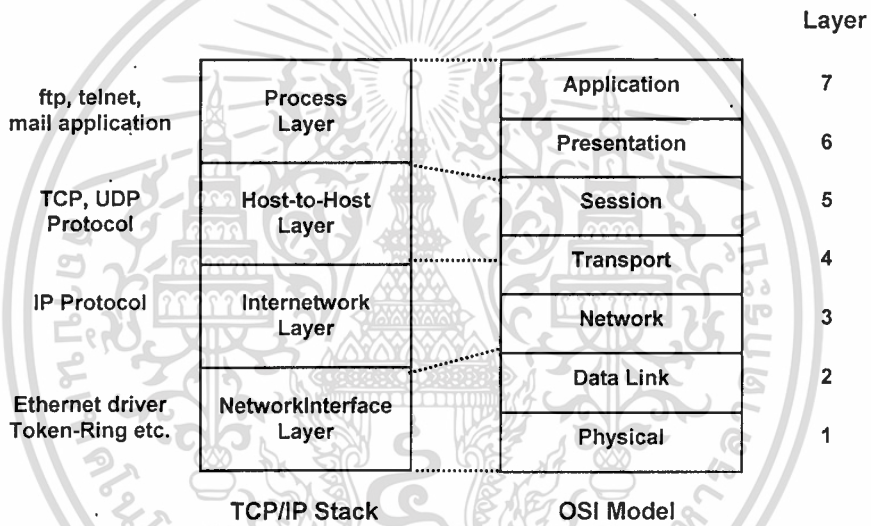 Layer
ftp, telnet,
mail application
Process
Layer
Application
7
Presentation
6
TCP, UDP
Protocol
Host-to-Host
Layer
Session
5
Transport
4
IP Protocol
Internetwork
Layer
Network
3
Data Link
2
Ethernet driver
Token-Ring etc.
NetworkInterface
Layer
Physical
1
TCP/IP Stack
OSI Model